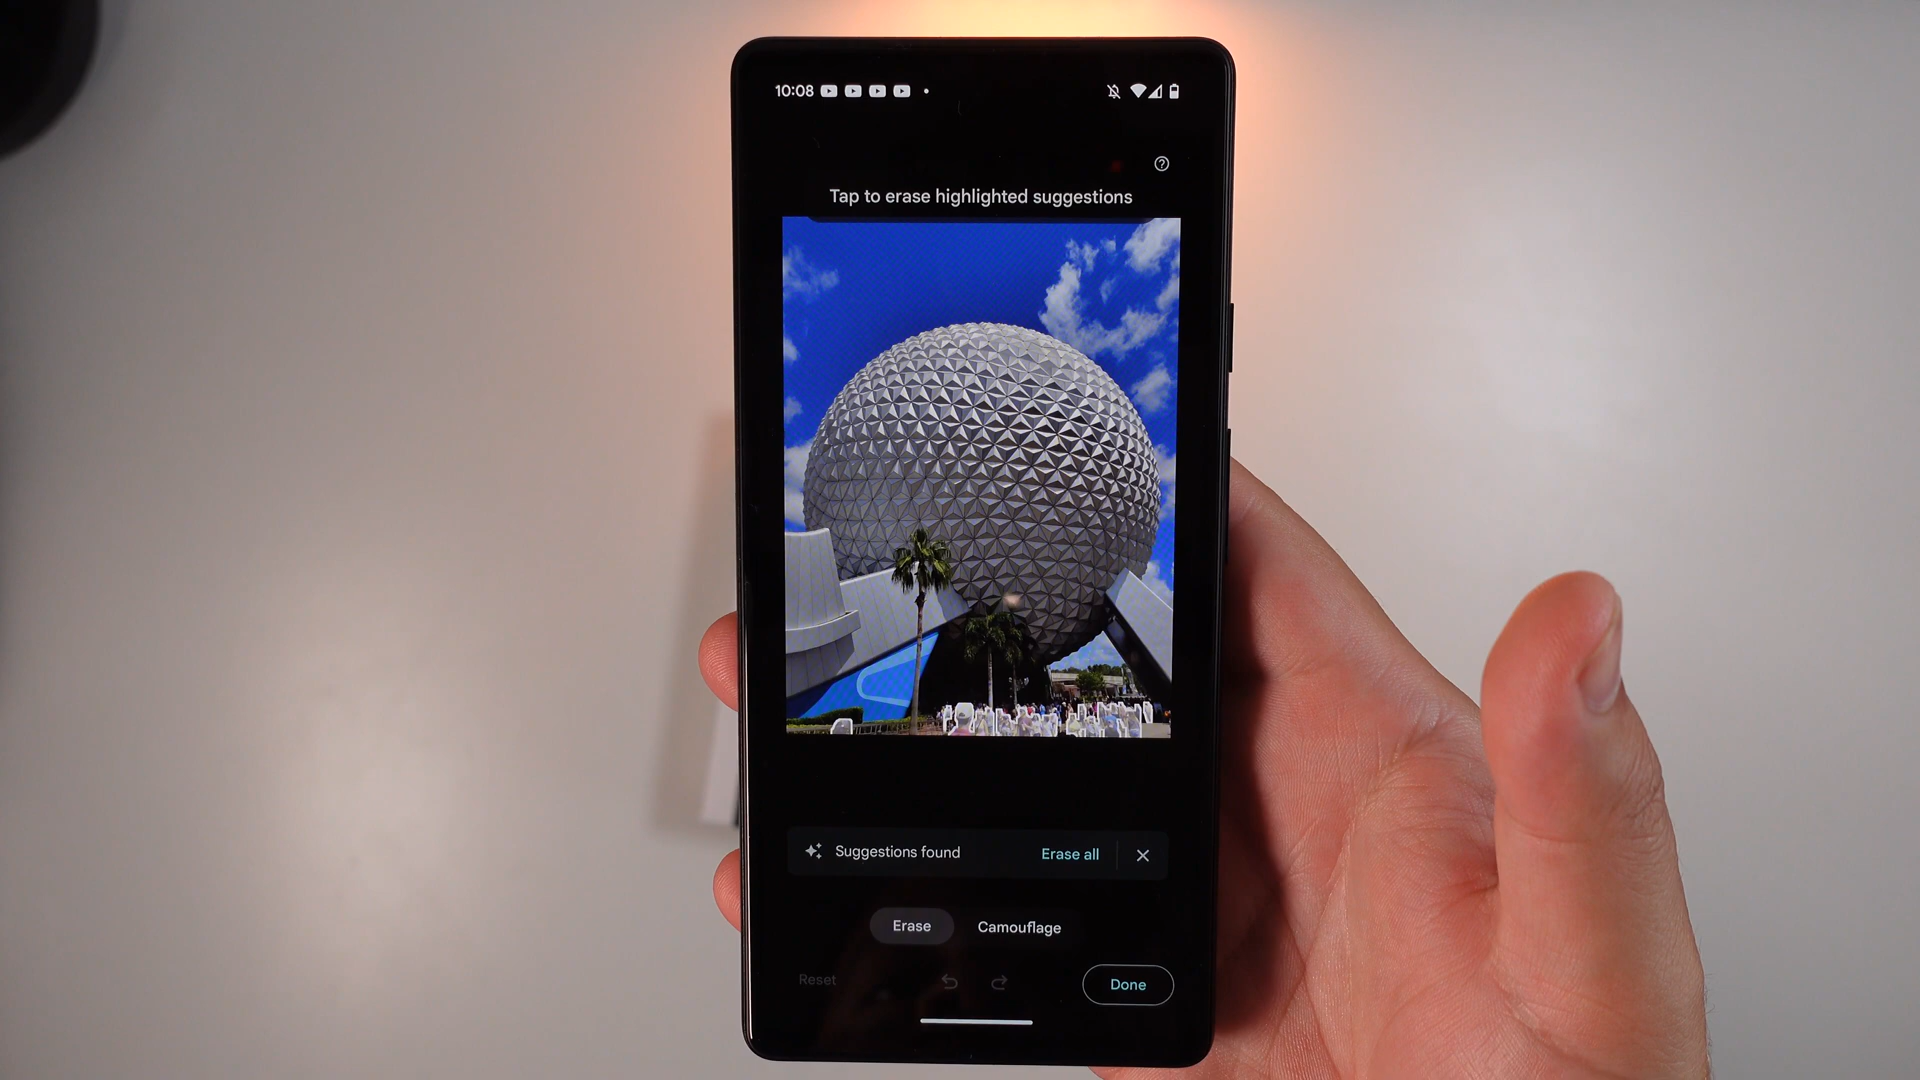 10:08
Tap to erase highlighted suggestions
Suggestions found
Erase all
Erase
Camouflage
Reset
Done